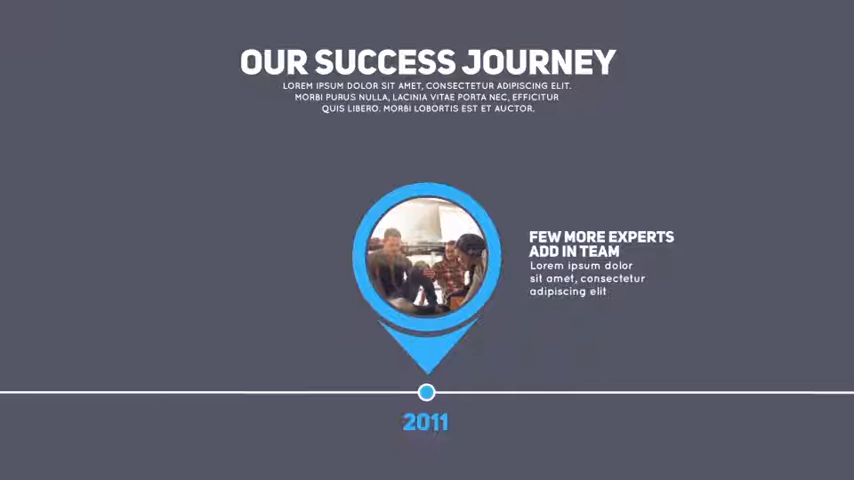 OUR SUCCESS JOURNEY
LOREM IPSUM DOLOR SIT AMET, CONSECTETUR ADIPISCING ELIT.
MORBI PURUS NULLA, LACINIA VITAE PORTA NEC, EFFICITUR
QUIS LIBERO. MORBI LOBORTIS EST ET AUCTOR.
FEW MORE EXPERTS
ADD IN TEAM
Lorem ipsum dolor
sit amet, consectetur
adipiscing elit
2011